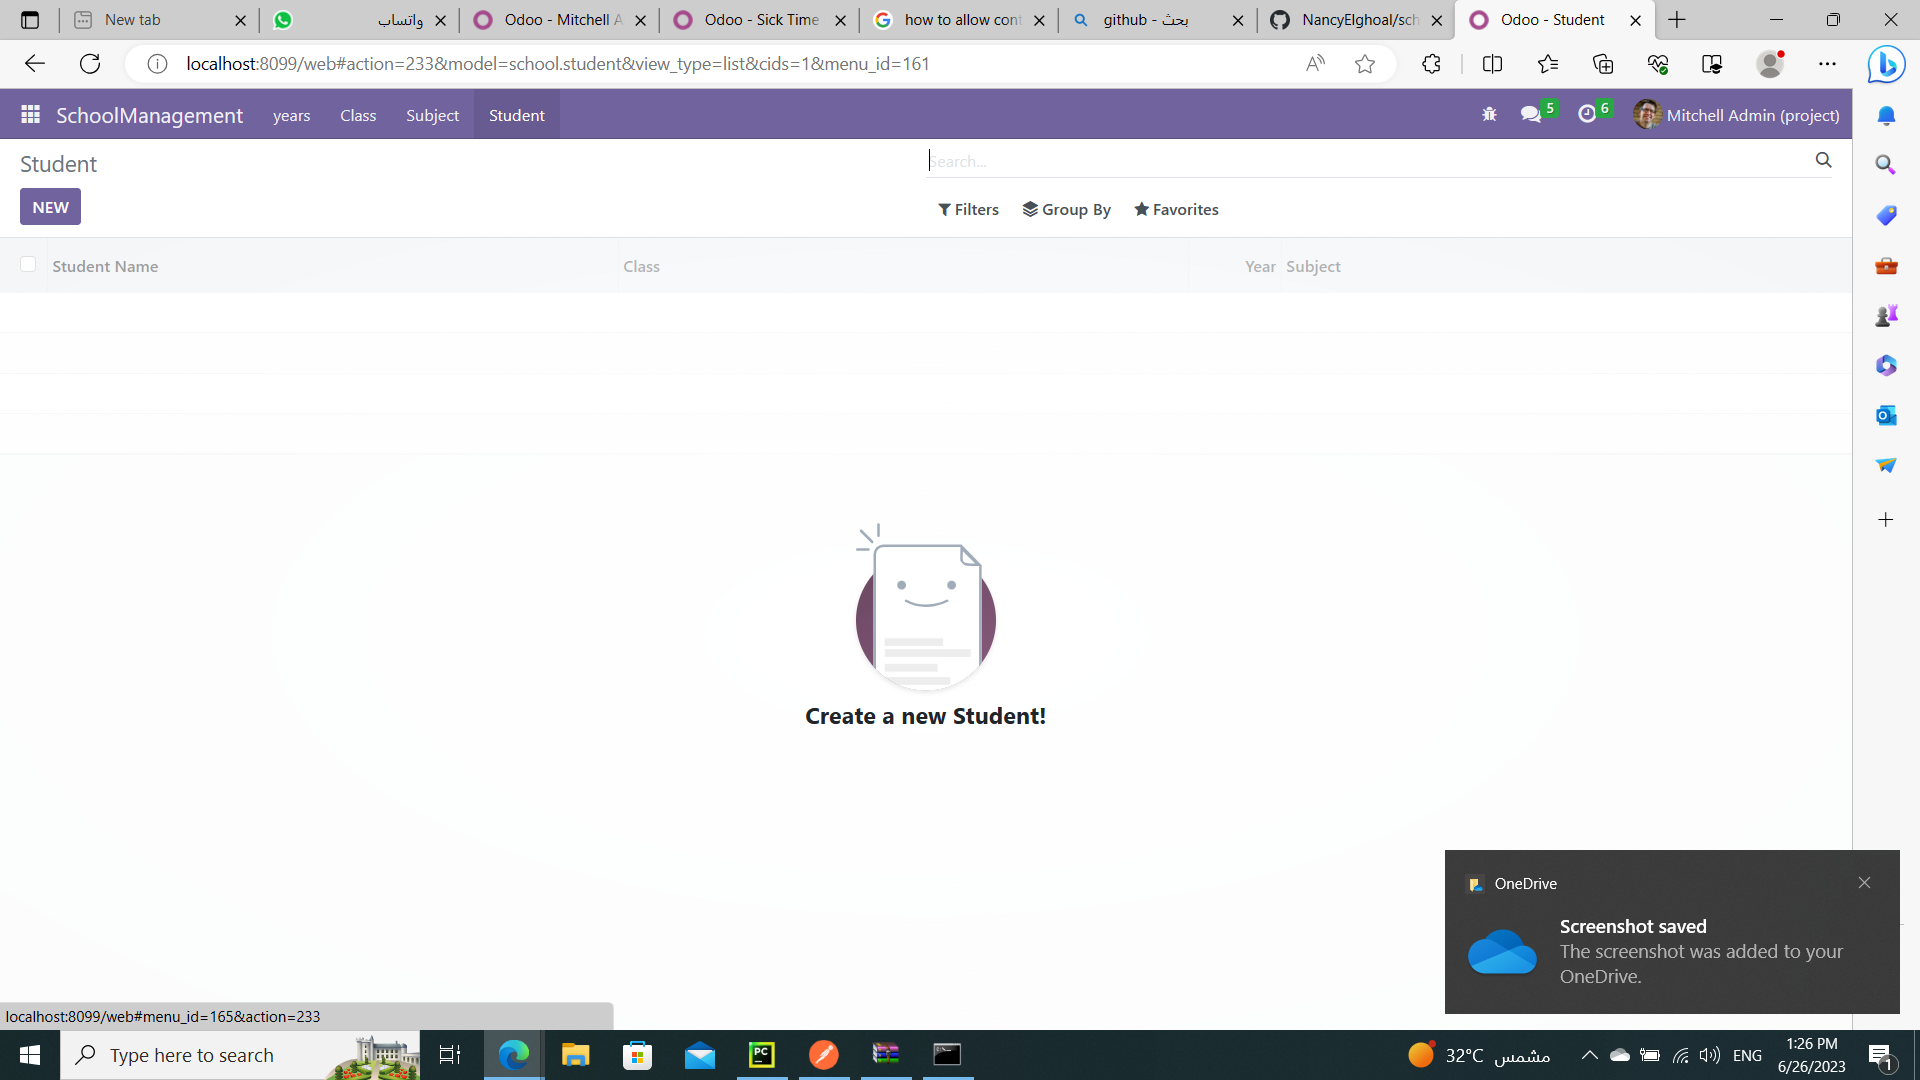 New tab
واتساب
Odoo - Mitchell A
Odoo - Sick Time
how to allow cont
github - بحث
NancyElghoal/sch
Odoo - Student
localhost:8099/web#action=233&model=school.student&view_type=list&cids=1&menu_id=161
SchoolManagement years Class Subject Student
5 6 Mitchell Admin (project)
Student
Search...
NEW
Filters Group By Favorites
Student Name Class Year Subject
Create a new Student!
OneDrive
Screenshot saved
The screenshot was added to your
OneDrive.
localhost:8099/web#menu_id=165&action=233
Type here to search
PC
32°C مشمس
ENG
1:26 PM
6/26/2023
1